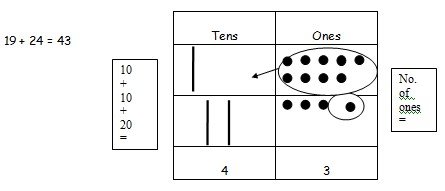 Tens Ones
19 + 24 = 43
10
+
10
+
20
=
No.
of
ones
=
4 3